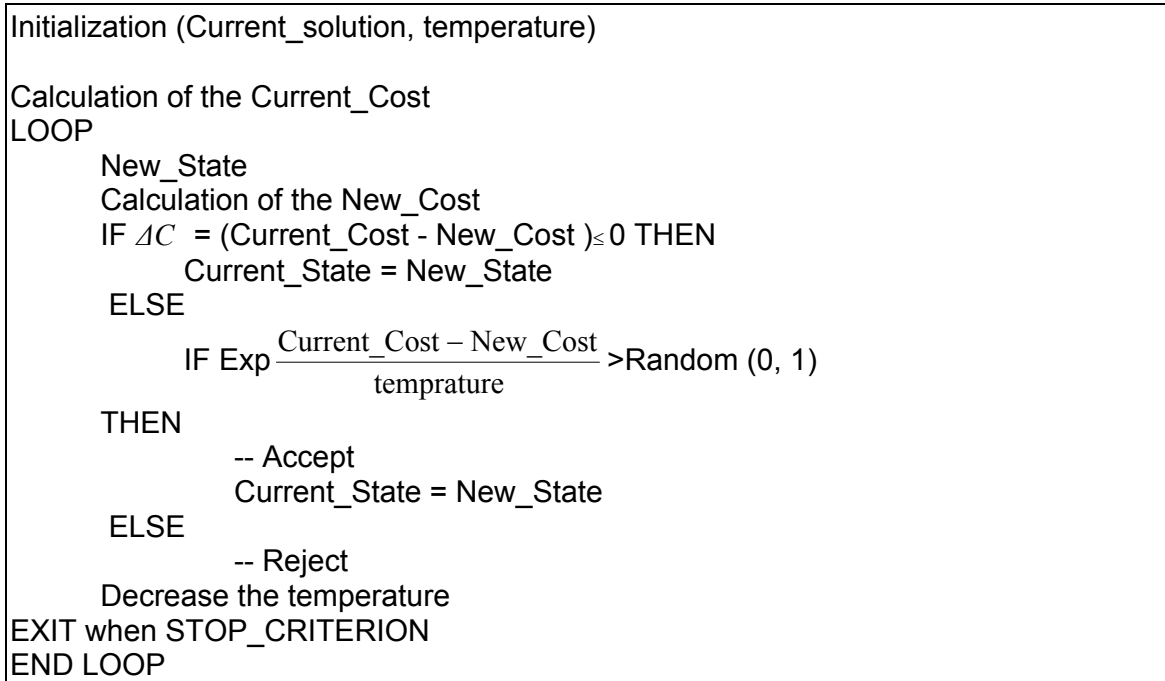 Initialization (Current_solution, temperature)
Calculation of the Current_Cost
LOOP
New_State
Calculation of the New_Cost
IF ΔC = (Current_Cost - New_Cost )≤ 0 THEN
Current_State = New_State
ELSE
IF Exp (Current_Cost – New_Cost)/(temprature) >Random (0, 1)
THEN
-- Accept
Current_State = New_State
ELSE
-- Reject
Decrease the temperature
EXIT when STOP_CRITERION
END LOOP